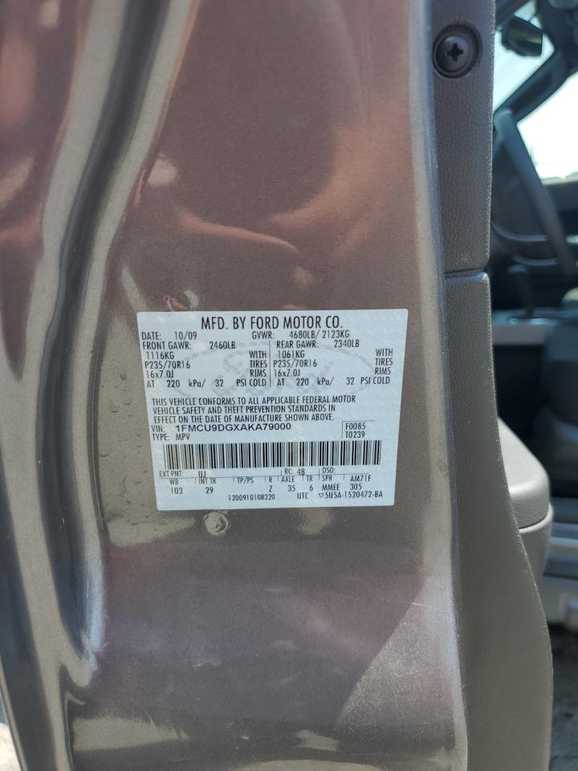 MFD. BY FORD MOTOR CO.
DATE: 10/09 GVWR: 4680LB/ 2123KG
FRONT GAWR: 2460LB REAR GAWR: 2340LB
1116KG WITH 1061KG WITH
P235/70R16 TIRES P235/70R16 TIRES
16x7.0J RIMS 16x7.0J RIMS
AT 220 kPa/ 32 PSI COLD AT 220 kPa/ 32 PSI COLD
THIS VEHICLE CONFORMS TO ALL APPLICABLE FEDERAL MOTOR
VEHICLE SAFETY AND THEFT PREVENTION STANDARDS IN
EFFECT ON THE DATE OF MANUFACTURE SHOWN ABOVE.
VIN: 1FMCU9DGXAKA79000 F0085
TYPE: MPV T0239
EXT PNT: UJ RC: 48 DSO:
WB INT TR TP/PS R AXLE TR SPR AM71F
103 29 2 35 6 MMEE 305
1200910108220 UTC 5U5A-1520472-BA